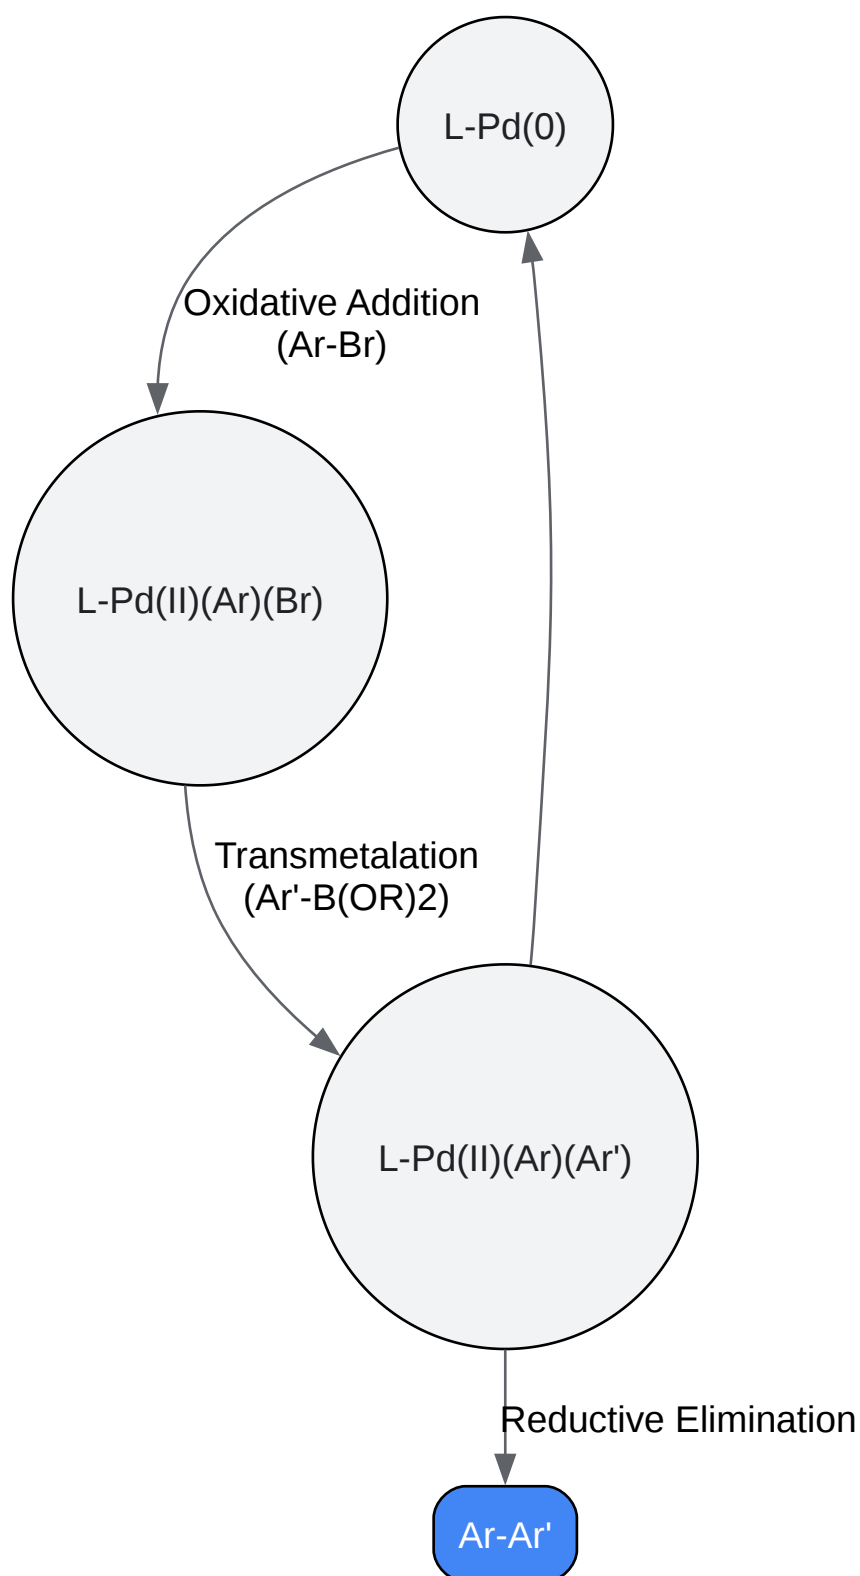 L-Pd(0)
Oxidative Addition
(Ar-Br)
L-Pd(II)(Ar)(Br)
Transmetalation
(Ar'-B(OR)2)
L-Pd(II)(Ar)(Ar')
Reductive Elimination
Ar-Ar'